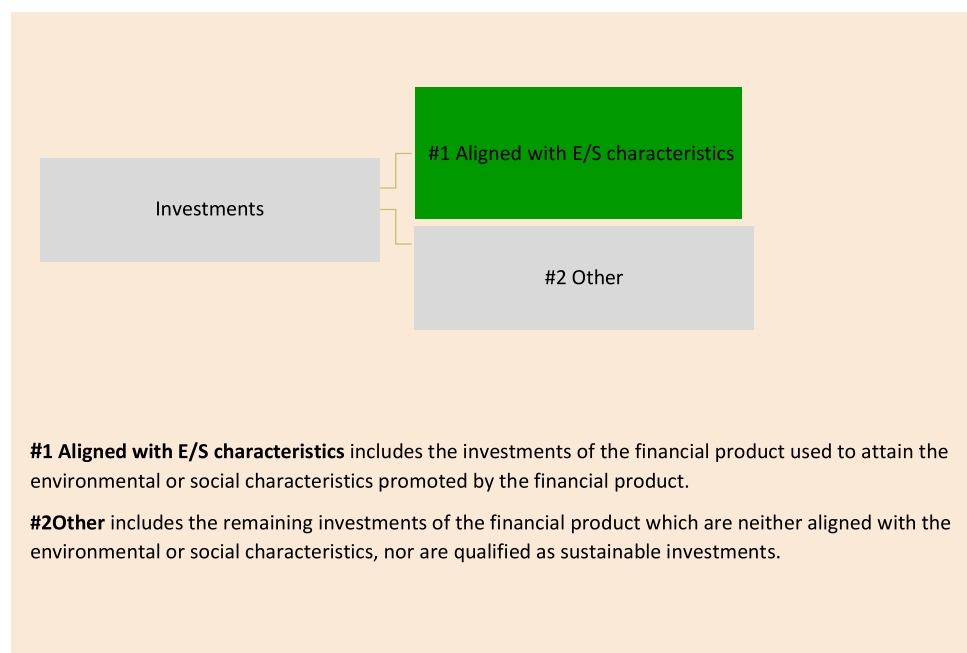 #1 Aligned with E/S characteristics
Investments
#2 Other
#1 Aligned with E/S characteristics includes the investments of the financial product used to attain the
environmental or social characteristics promoted by the financial product.
#2Other includes the remaining investments of the financial product which are neither aligned with the
environmental or social characteristics, nor are qualified as sustainable investments.